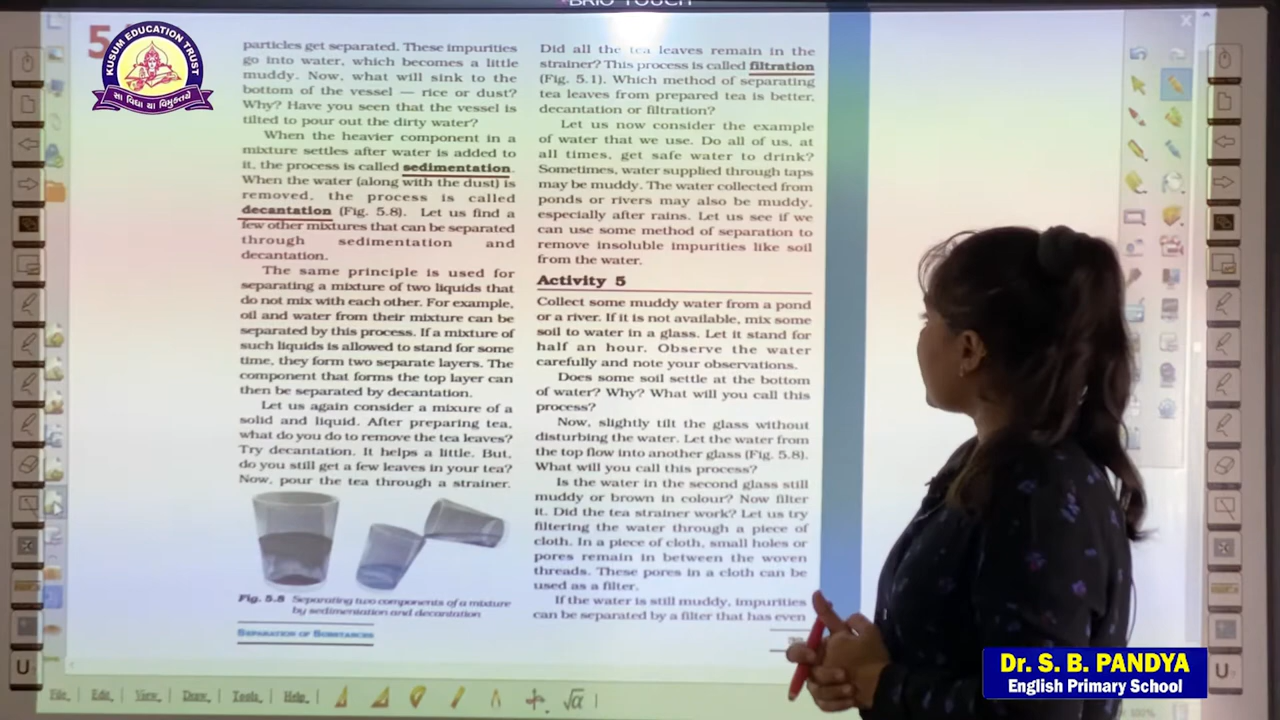 BRIO TOUCH
5
KUSUM EDUCATION TRUST
સા વિદ્યા યા વિમુક્તયે
particles get separated. These impurities
go into water, which becomes a little
muddy. Now, what will sink to the
bottom of the vessel — rice or dust?
Why? Have you seen that the vessel is
tilted to pour out the dirty water?
When the heavier component in a
mixture settles after water is added to
it, the process is called sedimentation.
When the water (along with the dust) is
removed, the process is called
decantation (Fig. 5.8). Let us find a
few other mixtures that can be separated
through sedimentation and
decantation.
The same principle is used for
separating a mixture of two liquids that
do not mix with each other. For example,
oil and water from their mixture can be
separated by this process. If a mixture of
such liquids is allowed to stand for some
time, they form two separate layers. The
component that forms the top layer can
then be separated by decantation.
Let us again consider a mixture of a
solid and liquid. After preparing tea,
what do you do to remove the tea leaves?
Try decantation. It helps a little. But,
do you still get a few leaves in your tea?
Now, pour the tea through a strainer.
Fig. 5.8 Separating two components of a mixture
by sedimentation and decantation
SEPARATION OF SUBSTANCES
Did all the tea leaves remain in the
strainer? This process is called filtration
(Fig. 5.1). Which method of separating
tea leaves from prepared tea is better,
decantation or filtration?
Let us now consider the example
of water that we use. Do all of us, at
all times, get safe water to drink?
Sometimes, water supplied through taps
may be muddy. The water collected from
ponds or rivers may also be muddy,
especially after rains. Let us see if we
can use some method of separation to
remove insoluble impurities like soil
from the water.
Activity 5
Collect some muddy water from a pond
or a river. If it is not available, mix some
soil to water in a glass. Let it stand for
half an hour. Observe the water
carefully and note your observations.
Does some soil settle at the bottom
of water? Why? What will you call this
process?
Now, slightly tilt the glass without
disturbing the water. Let the water from
the top flow into another glass (Fig. 5.8).
What will you call this process?
Is the water in the second glass still
muddy or brown in colour? Now filter
it. Did the tea strainer work? Let us try
filtering the water through a piece of
cloth. In a piece of cloth, small holes or
pores remain in between the woven
threads. These pores in a cloth can be
used as a filter.
If the water is still muddy, impurities
can be separated by a filter that has even
File. Edit. View. Draw. Tools. Help.
√α
U
U
Dr. S. B. PANDYA
English Primary School